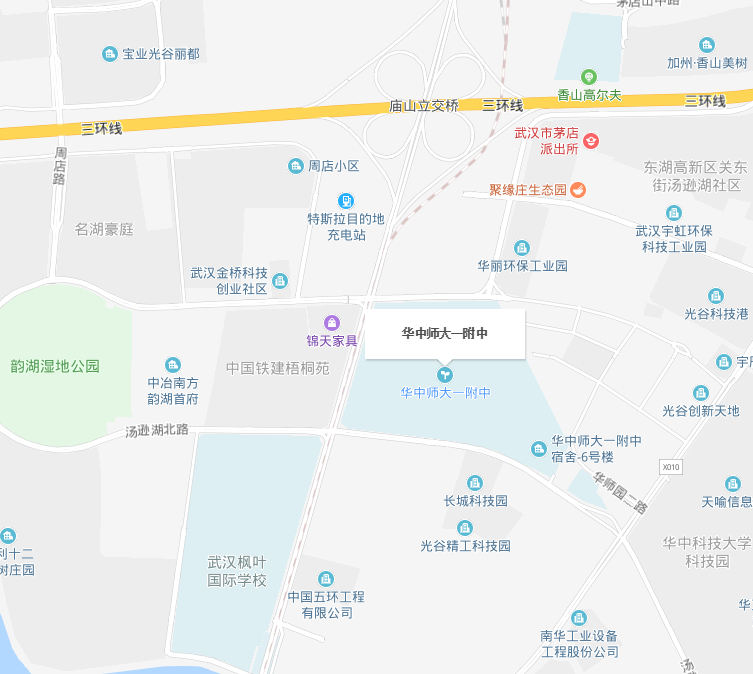 茅店山中路
宝业光谷丽都
加州·香山美树
香山高尔夫
庙山立交桥
三环线
三环线
三环线
武汉市茅店
派出所
周店路
周店小区
东湖高新区关东
街汤逊湖社区
聚缘庄生态园
特斯拉目的地
充电站
名湖豪庭
武汉宇虹环保
科技工业园
华丽环保工业园
武汉金桥科技
创业社区
光谷科技港
锦天家具
华中师大一附中
韵湖湿地公园
中国铁建梧桐苑
中冶南方
韵湖首府
华中师大一附中
光谷创新天地
汤逊湖北路
华中师大一附中
宿舍-6号楼
X010
华师园二路
长城科技园
天喻信息
光谷精工科技园
华中科技大学
科技园
武汉枫叶
国际学校
利十二
树庄园
中国五环工程
有限公司
南华工业设备
工程股份公司
汤